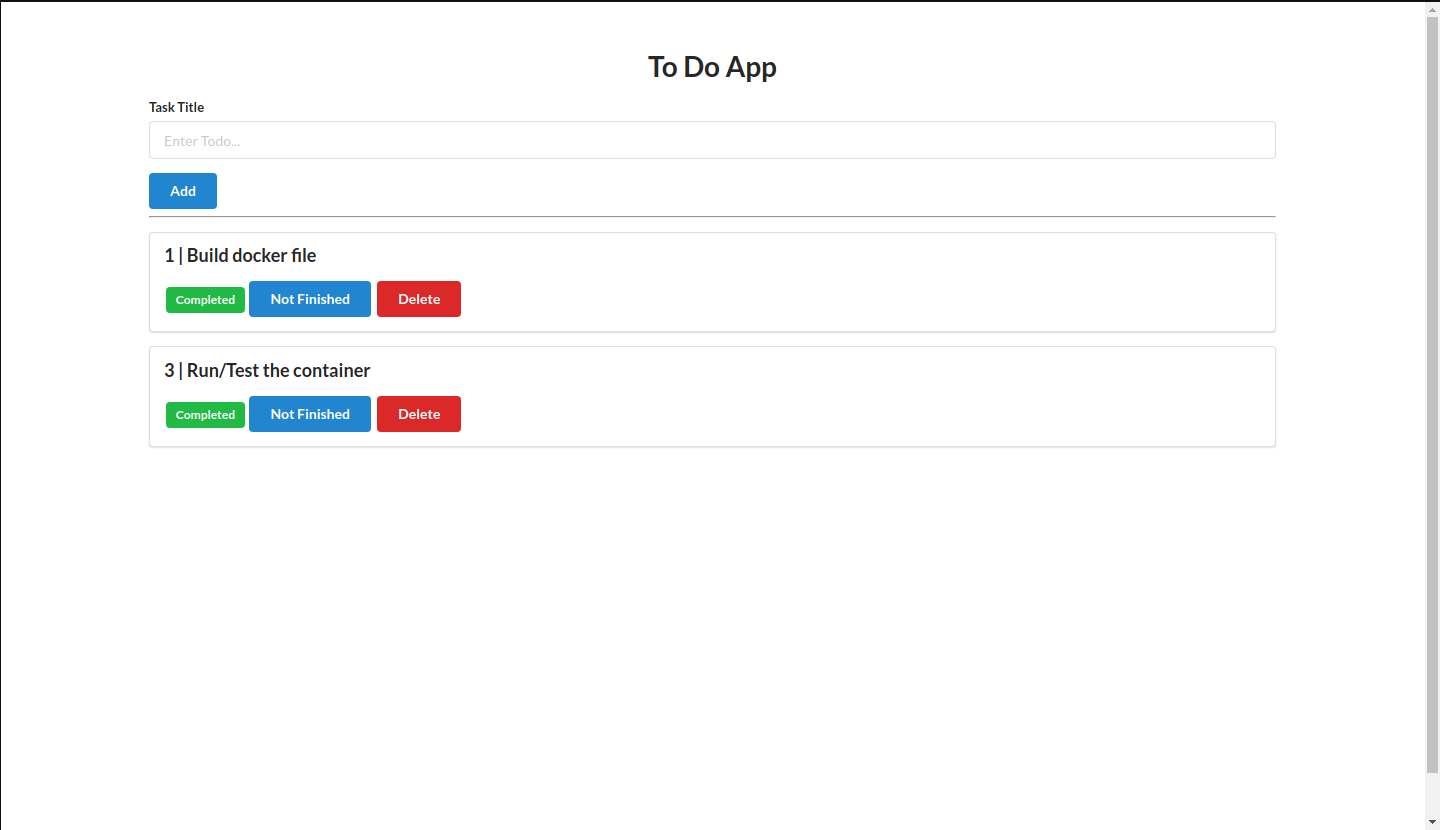 To Do App
Task Title
Enter Todo...
Add
1 | Build docker file
Completed Not Finished Delete
3 | Run/Test the container
Completed Not Finished Delete